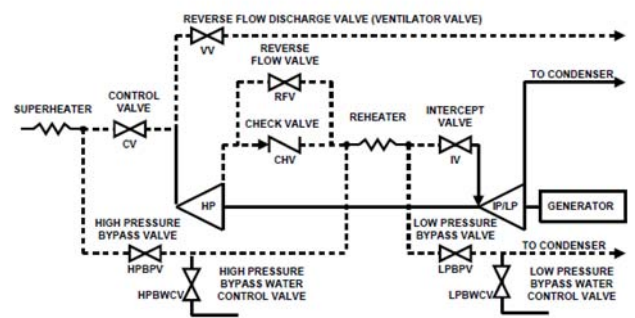 REVERSE FLOW DISCHARGE VALVE (VENTILATOR VALVE)
VV
REVERSE
FLOW VALVE
RFV
TO CONDENSER
SUPERHEATER
CONTROL
VALVE
CV
CHECK VALVE
CHV
REHEATER
INTERCEPT
VALVE
IV
HP
IP/LP
GENERATOR
HIGH PRESSURE
BYPASS VALVE
HPBPV
LOW PRESSURE
BYPASS VALVE
LPBPV
TO CONDENSER
HPBWCV
HIGH PRESSURE
BYPASS WATER
CONTROL VALVE
LPBWCV
LOW PRESSURE
BYPASS WATER
CONTROL VALVE